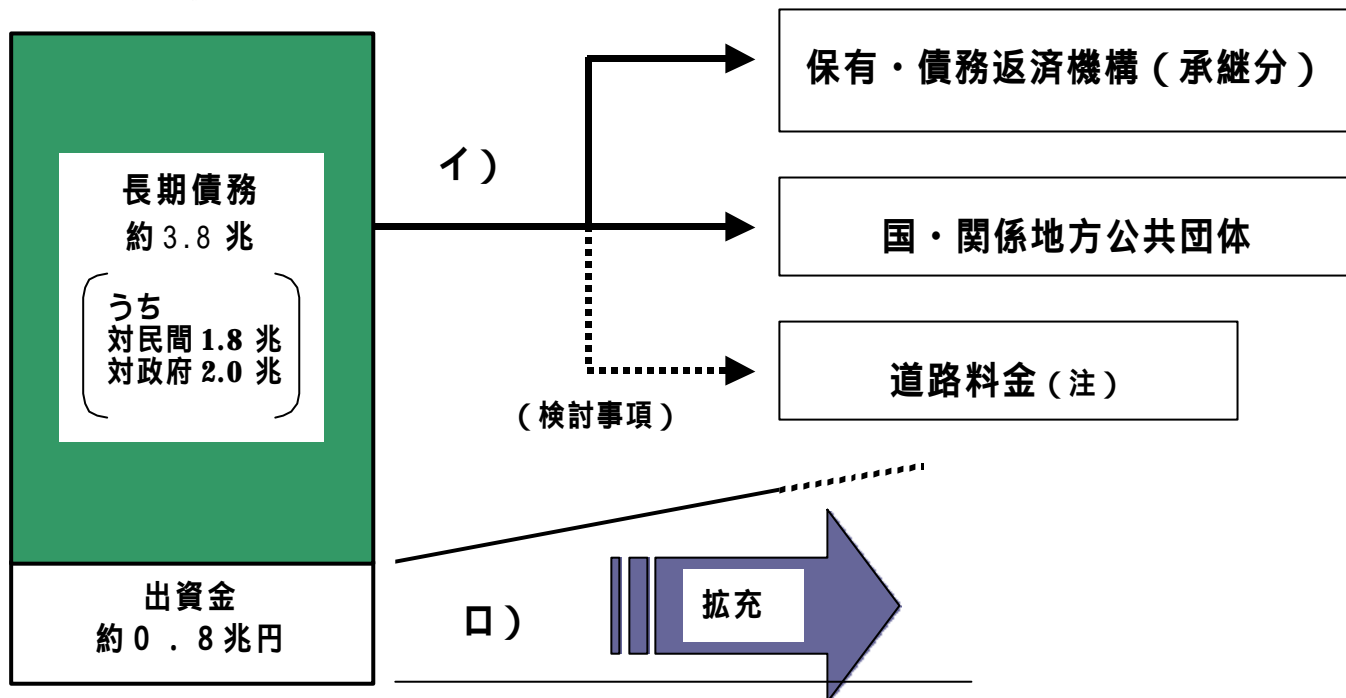 長期債務
約3.8 兆
うち
対民間 1.8 兆
対政府 2.0 兆
出資金
約0.8兆円
イ)
保有・債務返済機構(承継分)
国・関係地方公共団体
道路料金(注)
(検討事項)
ロ)
拡充